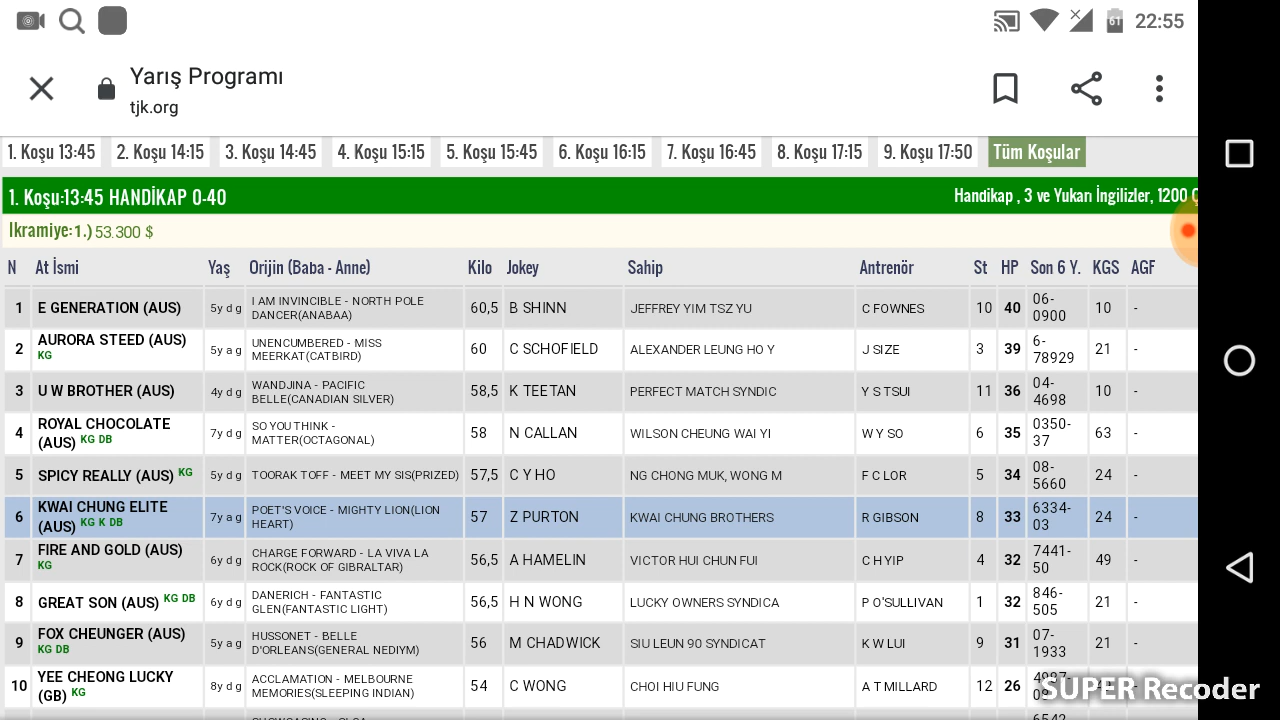 61 22:55
Yarış Programı
tjk.org
1. Koşu 13:45 2. Koşu 14:15 3. Koşu 14:45 4. Koşu 15:15 5. Koşu 15:45 6. Koşu 16:15 7. Koşu 16:45 8. Koşu 17:15 9. Koşu 17:50 Tüm Koşular
1. Koşu:13:45 HANDİKAP 0-40 Handikap , 3 ve Yukarı İngilizler, 1200
Ikramiye:1.) 53.300 $
N At İsmi Yaş Orijin (Baba - Anne) Kilo Jokey Sahip Antrenör St HP Son 6 Y. KGS AGF
1 E GENERATION (AUS) 5y d g I AM INVINCIBLE - NORTH POLE DANCER(ANABAA) 60,5 B SHINN JEFFREY YIM TSZ YU C FOWNES 10 40 06-0900 10 -
2 AURORA STEED (AUS) KG 5y a g UNENCUMBERED - MISS MEERKAT(CATBIRD) 60 C SCHOFIELD ALEXANDER LEUNG HO Y J SIZE 3 39 6-78929 21 -
3 U W BROTHER (AUS) 4y d g WANDJINA - PACIFIC BELLE(CANADIAN SILVER) 58,5 K TEETAN PERFECT MATCH SYNDIC Y S TSUI 11 36 04-4698 10 -
4 ROYAL CHOCOLATE (AUS) KG DB 7y d g SO YOU THINK - MATTER(OCTAGONAL) 58 N CALLAN WILSON CHEUNG WAI YI W Y SO 6 35 0350-37 63 -
5 SPICY REALLY (AUS) KG 5y d g TOORAK TOFF - MEET MY SIS(PRIZED) 57,5 C Y HO NG CHONG MUK, WONG M F C LOR 5 34 08-5660 24 -
6 KWAI CHUNG ELITE (AUS) KG K DB 7y a g POET'S VOICE - MIGHTY LION(LION HEART) 57 Z PURTON KWAI CHUNG BROTHERS R GIBSON 8 33 6334-03 24 -
7 FIRE AND GOLD (AUS) KG 6y d g CHARGE FORWARD - LA VIVA LA ROCK(ROCK OF GIBRALTAR) 56,5 A HAMELIN VICTOR HUI CHUN FUI C H YIP 4 32 7441-50 49 -
8 GREAT SON (AUS) KG DB 6y d g DANERICH - FANTASTIC GLEN(FANTASTIC LIGHT) 56,5 H N WONG LUCKY OWNERS SYNDICA P O'SULLIVAN 1 32 846-505 21 -
9 FOX CHEUNGER (AUS) KG DB 5y a g HUSSONET - BELLE D'ORLEANS(GENERAL NEDIYM) 56 M CHADWICK SIU LEUN 90 SYNDICAT K W LUI 9 31 07-1933 21 -
10 YEE CHEONG LUCKY (GB) KG 8y d g ACCLAMATION - MELBOURNE MEMORIES(SLEEPING INDIAN) 54 C WONG CHOI HIU FUNG A T MILLARD 12 26
SUPER Recoder